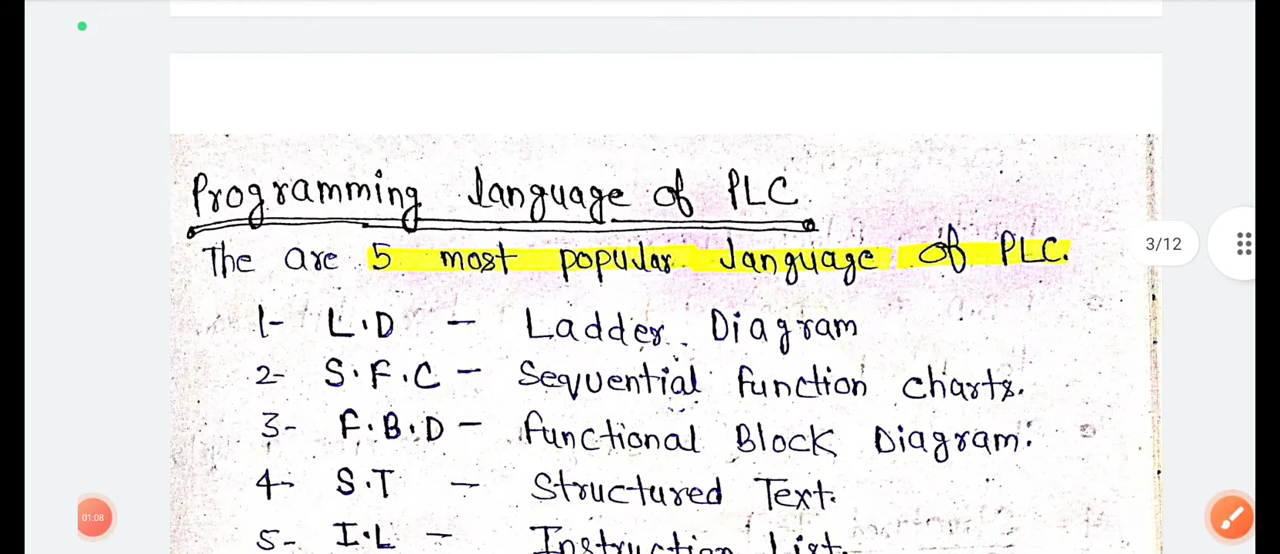 Programming language of PLC
The are 5 most popular language of PLC.
3/12
1- L.D - Ladder Diagram
2- S.F.C - Sequential function charts.
3- F.B.D - Functional Block Diagram.
4- S.T - Structured Text.
5- I.L - Instruction List.
01:08